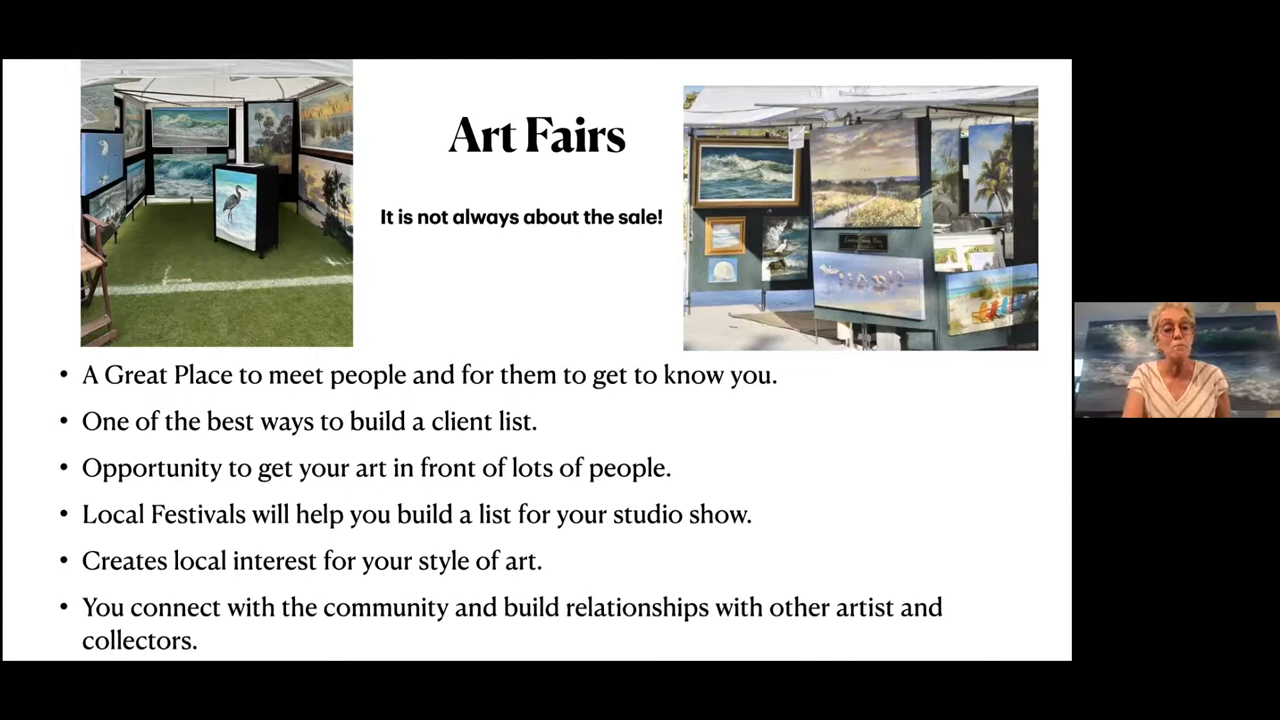 Art Fairs
It is not always about the sale!
• A Great Place to meet people and for them to get to know you.
• One of the best ways to build a client list.
• Opportunity to get your art in front of lots of people.
• Local Festivals will help you build a list for your studio show.
• Creates local interest for your style of art.
• You connect with the community and build relationships with other artist and
collectors.